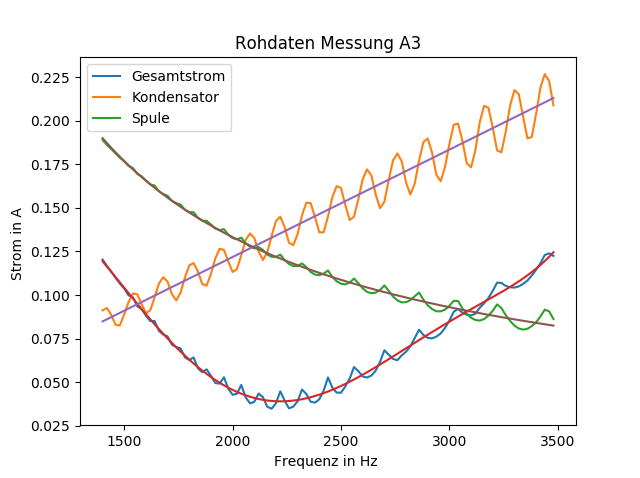 Rohdaten Messung A3
Gesamtstrom
Kondensator
Spule
Strom in A
0.225
0.200
0.175
0.150
0.125
0.100
0.075
0.050
0.025
1500
2000
2500
3000
3500
Frequenz in Hz